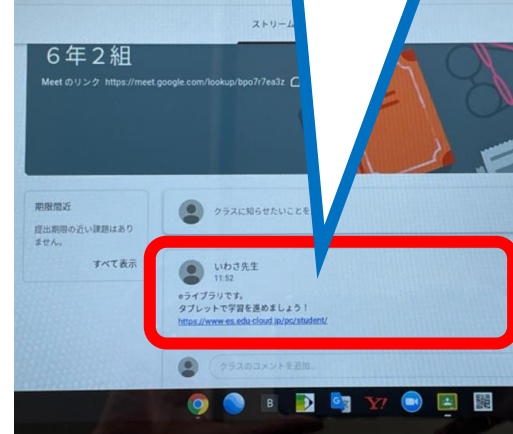 ストリーム
6年2組
Meet のリンク https://meet.google.com/lookup/bpo7r7ea3z
期限間近
提出期限の近い課題はあり
ません。
すべて表示
クラスに知らせたいことを
いわさ先生
11:52
eライブラリです。
タブレットで学習を進めましょう！
https://www-es.edu-cloud.jp/pc/student/
クラスのコメントを追加...
B
Y!